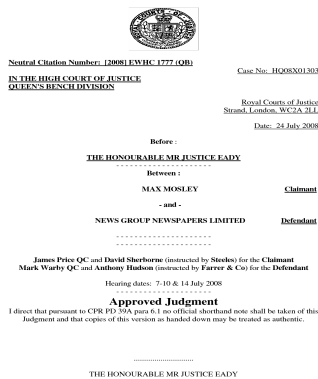 Neutral Citation Number: [2008] EWHC 1777 (QB)
Case No: HQ08X01303
IN THE HIGH COURT OF JUSTICE
QUEEN'S BENCH DIVISION
Royal Courts of Justice
Strand, London, WC2A 2LL
Date: 24 July 2008
Before :
THE HONOURABLE MR JUSTICE EADY
Between :
MAX MOSLEY Claimant
- and -
NEWS GROUP NEWSPAPERS LIMITED Defendant
James Price QC and David Sherborne (instructed by Steeles) for the Claimant
Mark Warby QC and Anthony Hudson (instructed by Farrer & Co) for the Defendant
Hearing dates: 7-10 & 14 July 2008
Approved Judgment
I direct that pursuant to CPR PD 39A para 6.1 no official shorthand note shall be taken of this
Judgment and that copies of this version as handed down may be treated as authentic.
.............................
THE HONOURABLE MR JUSTICE EADY